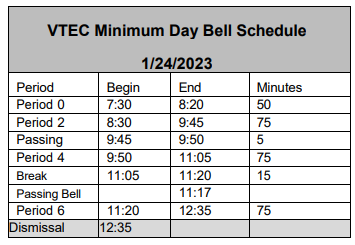 VTEC Minimum Day Bell Schedule
1/24/2023
Period Begin End Minutes
Period 0 7:30 8:20 50
Period 2 8:30 9:45 75
Passing 9:45 9:50 5
Period 4 9:50 11:05 75
Break 11:05 11:20 15
Passing Bell 11:17
Period 6 11:20 12:35 75
Dismissal 12:35